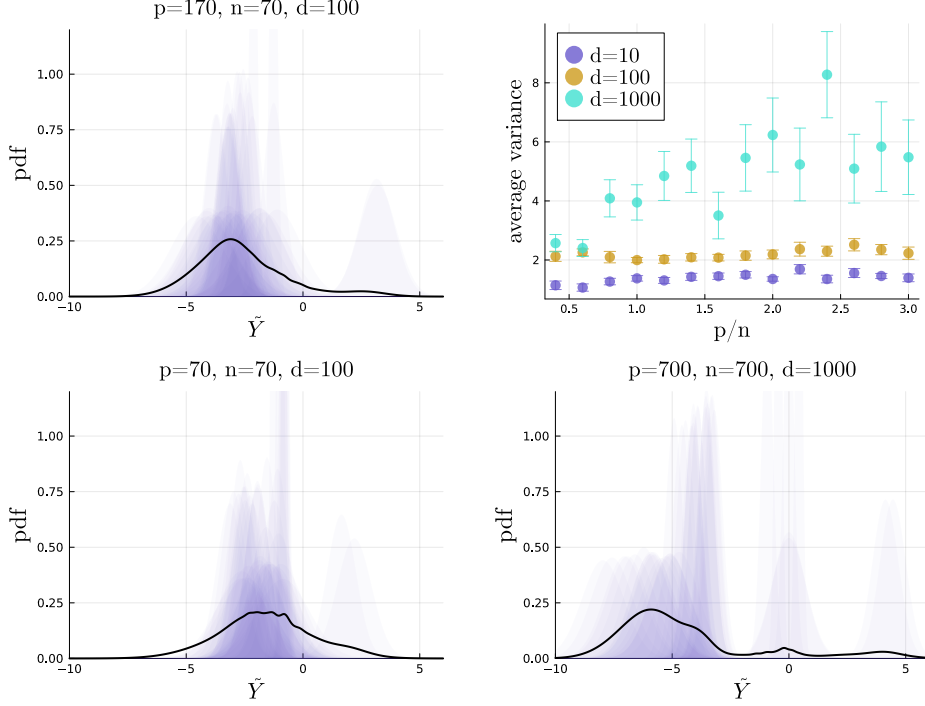 p=170, n=70, d=100
pdf
1.00
0.75
0.50
0.25
0.00
−10
−5
0
5
Ỹ
d=10
d=100
d=1000
average variance
8
6
4
2
0.5
1.0
1.5
2.0
2.5
3.0
p/n
p=70, n=70, d=100
pdf
1.00
0.75
0.50
0.25
0.00
−10
−5
0
5
Ỹ
p=700, n=700, d=1000
pdf
1.00
0.75
0.50
0.25
0.00
−10
−5
0
5
Ỹ